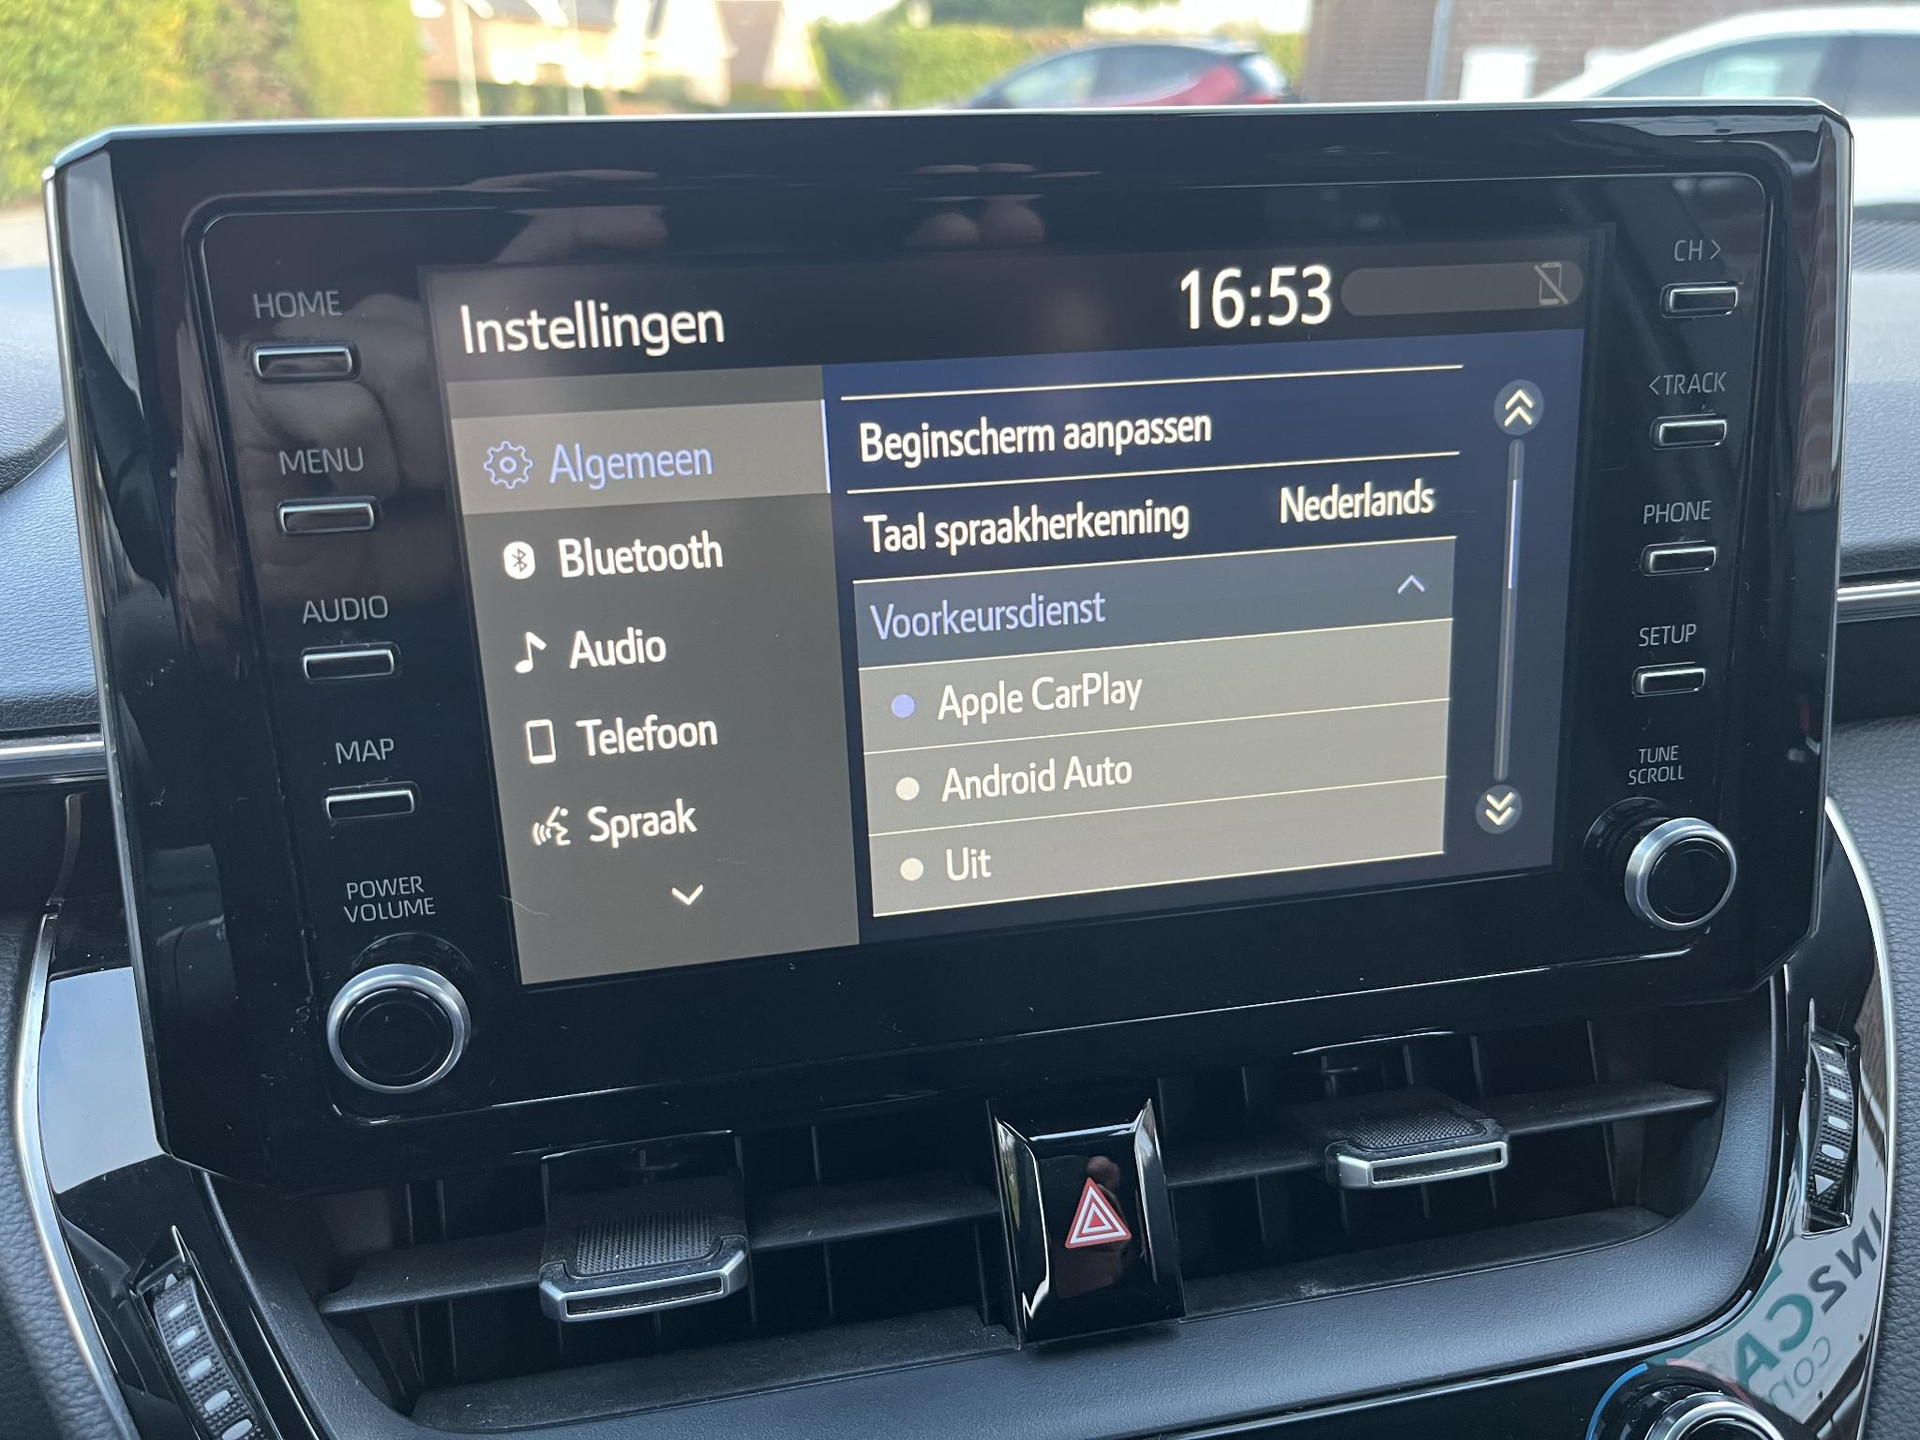 HOME
MENU
AUDIO
MAP
POWER
VOLUME
Instellingen
16:53
Algemeen
Bluetooth
Audio
Telefoon
Spraak
Beginscherm aanpassen
Taal spraakherkenning Nederlands
Voorkeursdienst
Apple CarPlay
Android Auto
Uit
CH >
< TRACK
PHONE
SETUP
TUNE
SCROLL